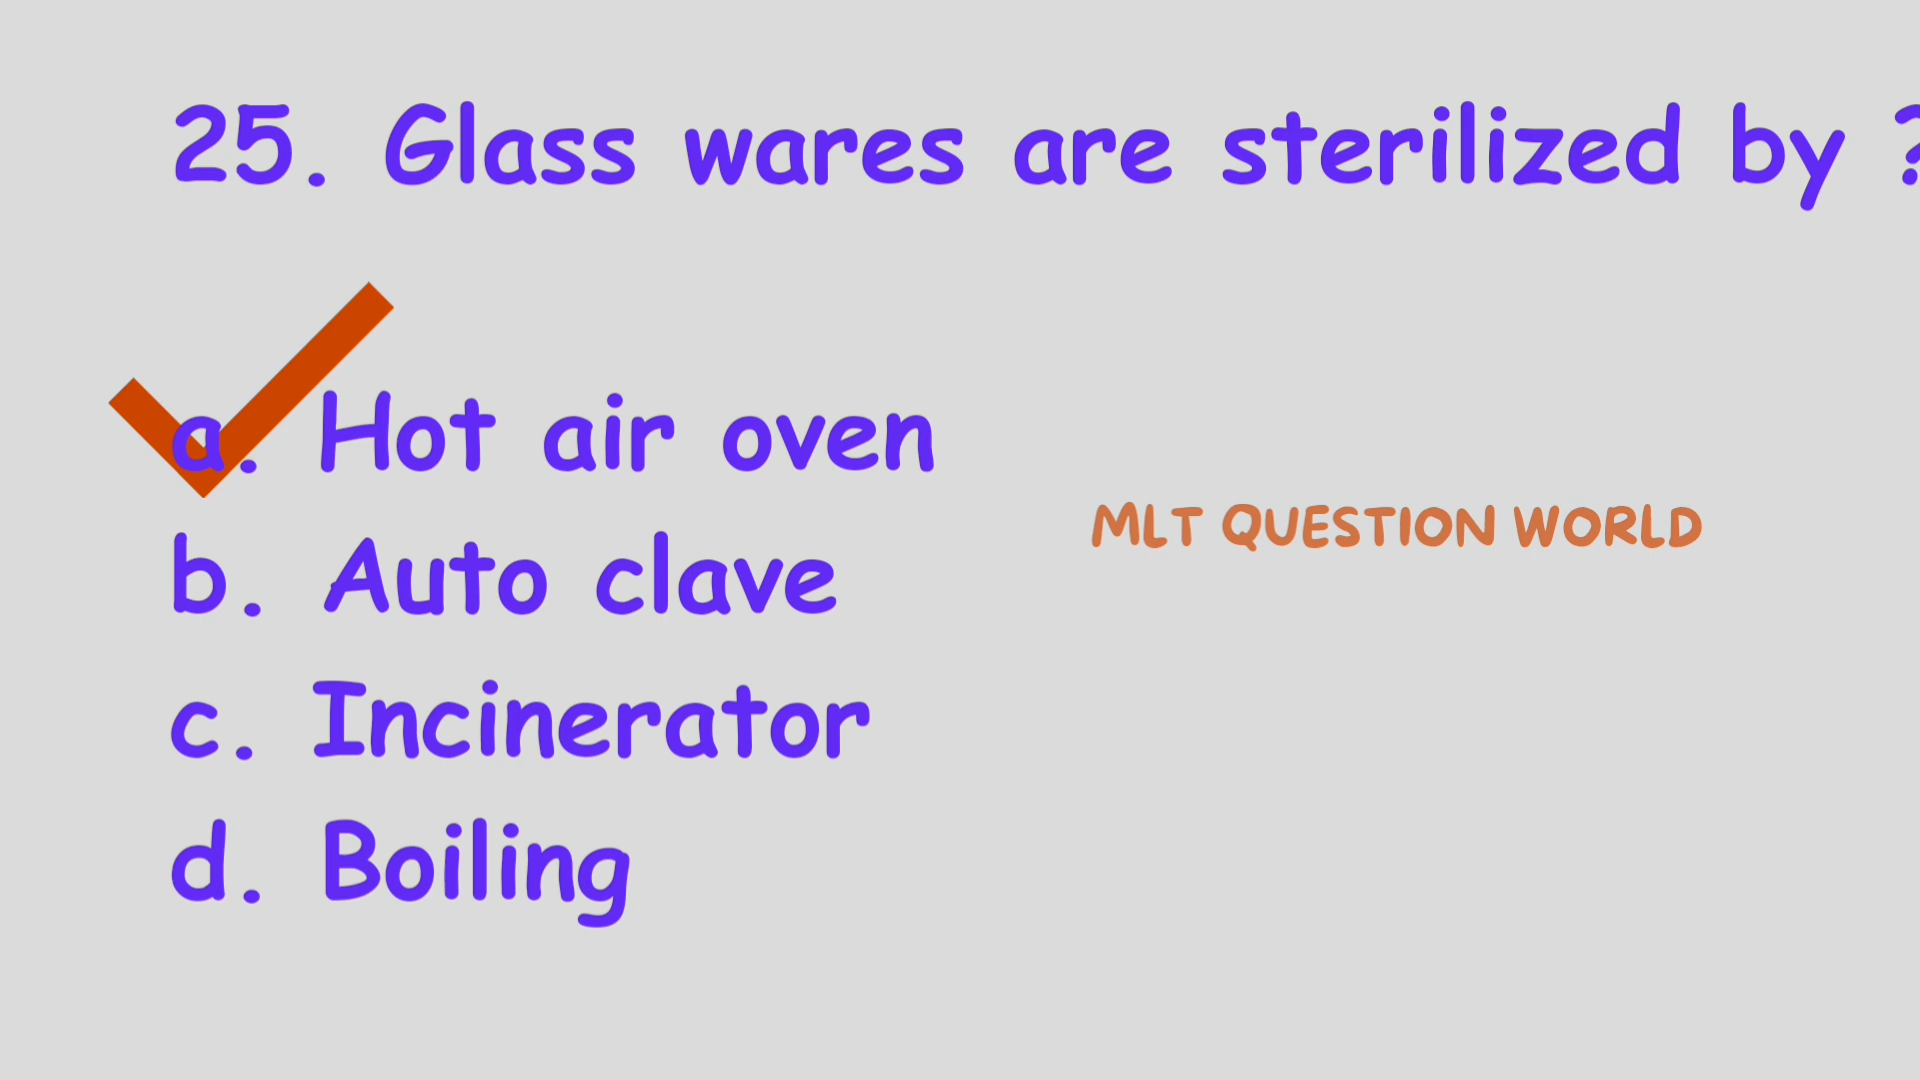 25. Glass wares are sterilized by ?
a. Hot air oven
MLT QUESTION WORLD
b. Auto clave
c. Incinerator
d. Boiling